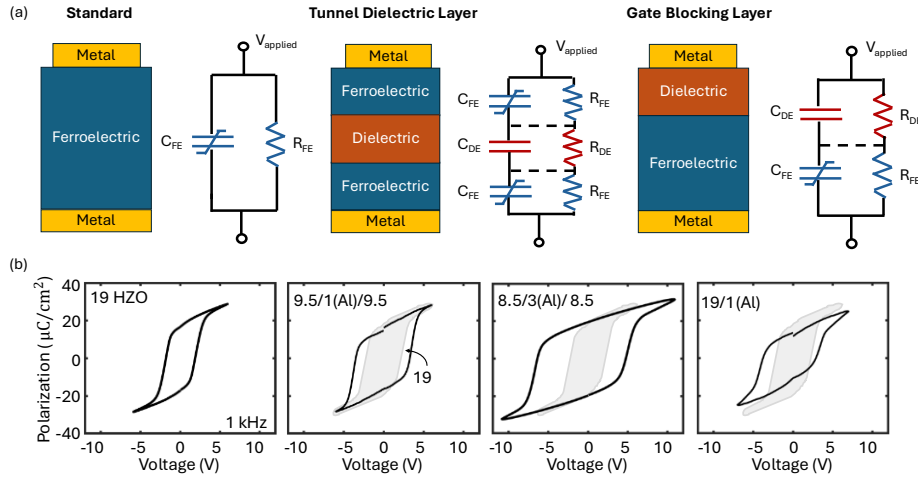 (a)
Standard
Tunnel Dielectric Layer
Gate Blocking Layer
Metal
Ferroelectric
Metal
V_applied
C_FE
R_FE
Metal
Ferroelectric
Dielectric
Ferroelectric
Metal
V_applied
C_FE
R_FE
C_DE
R_DE
C_FE
R_FE
Metal
Dielectric
Ferroelectric
Metal
V_applied
C_DE
R_DE
C_FE
R_FE
(b)
Polarization ( μC/cm²)
40
20
0
-20
-40
19 HZO
1 kHz
9.5/1(Al)/9.5
19
8.5/3(Al)/ 8.5
19/1(Al)
-10 -5 0 5 10
-10 -5 0 5 10
-10 -5 0 5 10
-10 -5 0 5 10
Voltage (V)
Voltage (V)
Voltage (V)
Voltage (V)